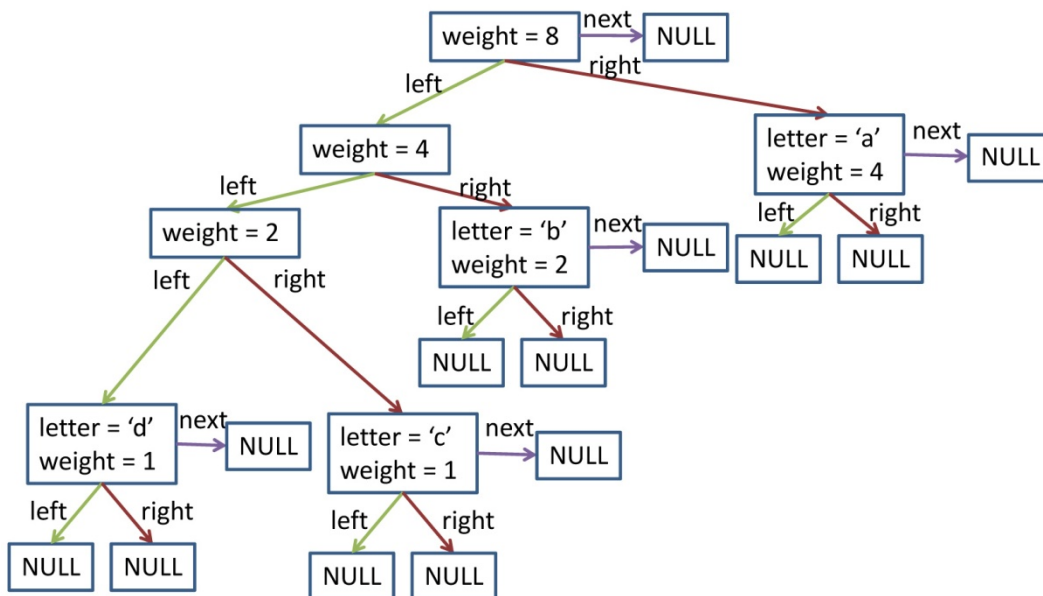 weight = 8
next
NULL
left
right
weight = 4
letter = ‘a’
weight = 4
next
NULL
left
right
left
right
NULL
NULL
weight = 2
letter = ‘b’
weight = 2
next
NULL
left
right
left
right
NULL
NULL
letter = ‘d’
weight = 1
next
NULL
letter = ‘c’
weight = 1
next
NULL
left
right
left
right
NULL
NULL
NULL
NULL